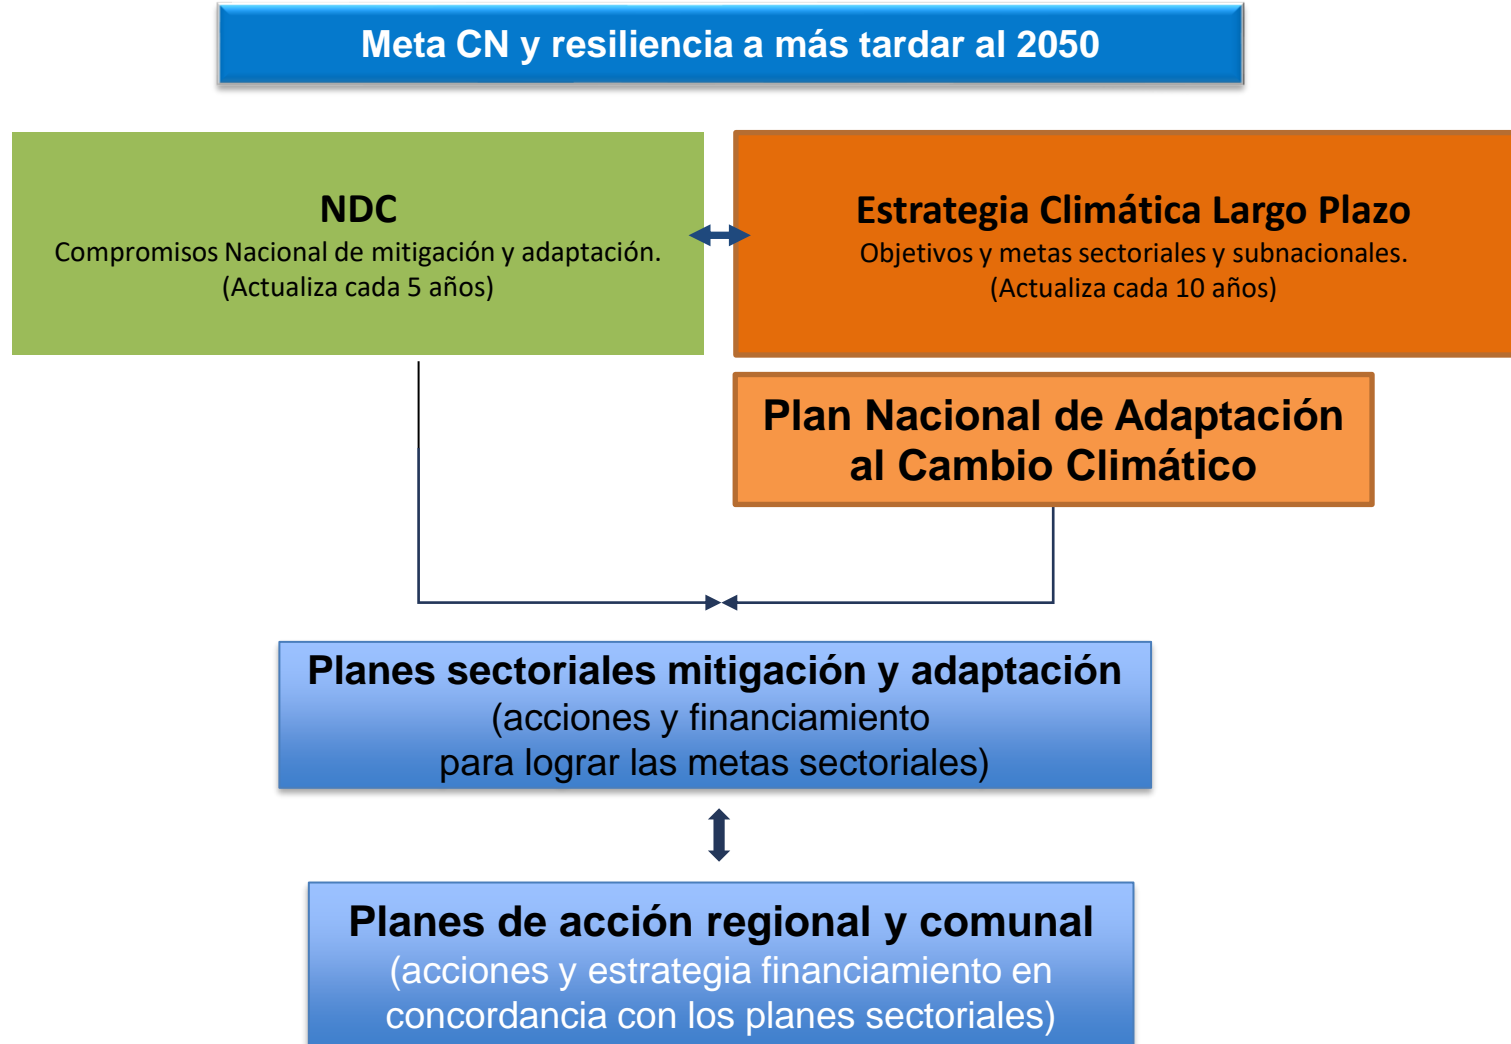 Meta CN y resiliencia a más tardar al 2050
NDC
Compromisos Nacional de mitigación y adaptación.
(Actualiza cada 5 años)
Estrategia Climática Largo Plazo
Objetivos y metas sectoriales y subnacionales.
(Actualiza cada 10 años)
Plan Nacional de Adaptación
al Cambio Climático
Planes sectoriales mitigación y adaptación
(acciones y financiamiento
para lograr las metas sectoriales)
Planes de acción regional y comunal
(acciones y estrategia financiamiento en
concordancia con los planes sectoriales)